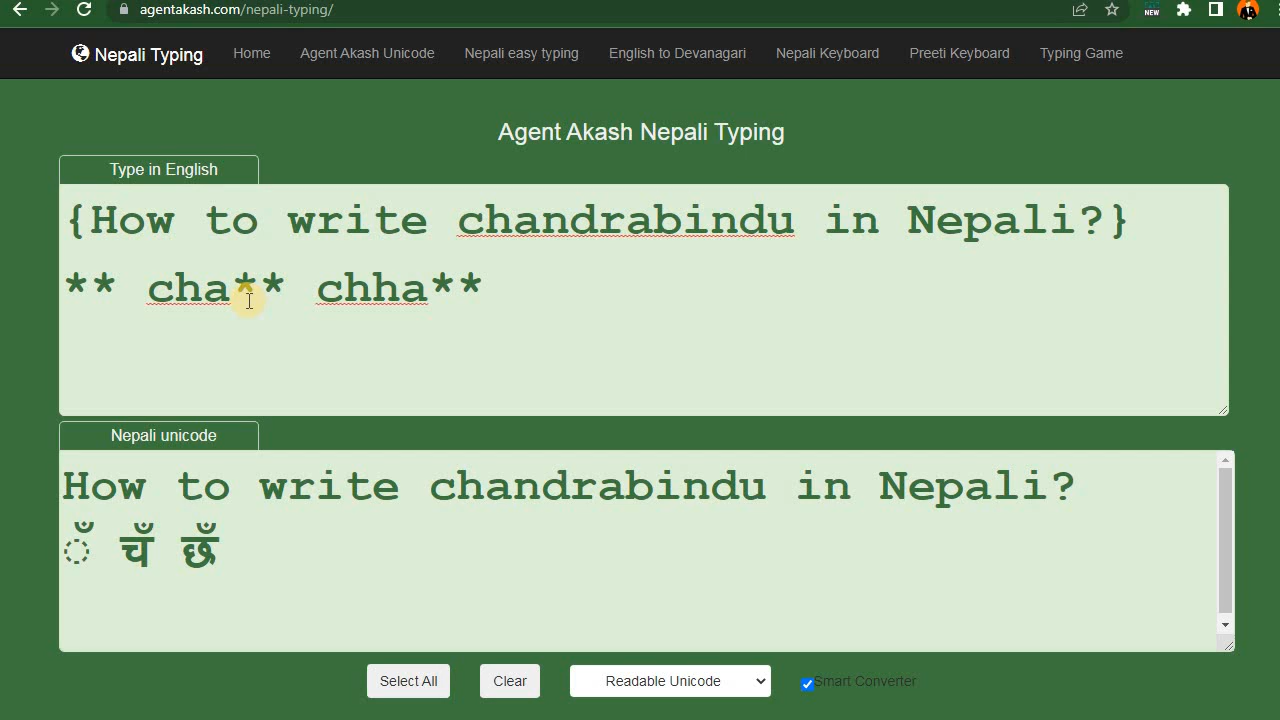 agentakash.com/nepali-typing/
NEW
Nepali Typing Home Agent Akash Unicode Nepali easy typing English to Devanagari Nepali Keyboard Preeti Keyboard Typing Game
Agent Akash Nepali Typing
Type in English
{How to write chandrabindu in Nepali?}
** cha** chha**
Nepali unicode
How to write chandrabindu in Nepali?
ँ चँ छँ
Select All Clear Readable Unicode Smart Converter